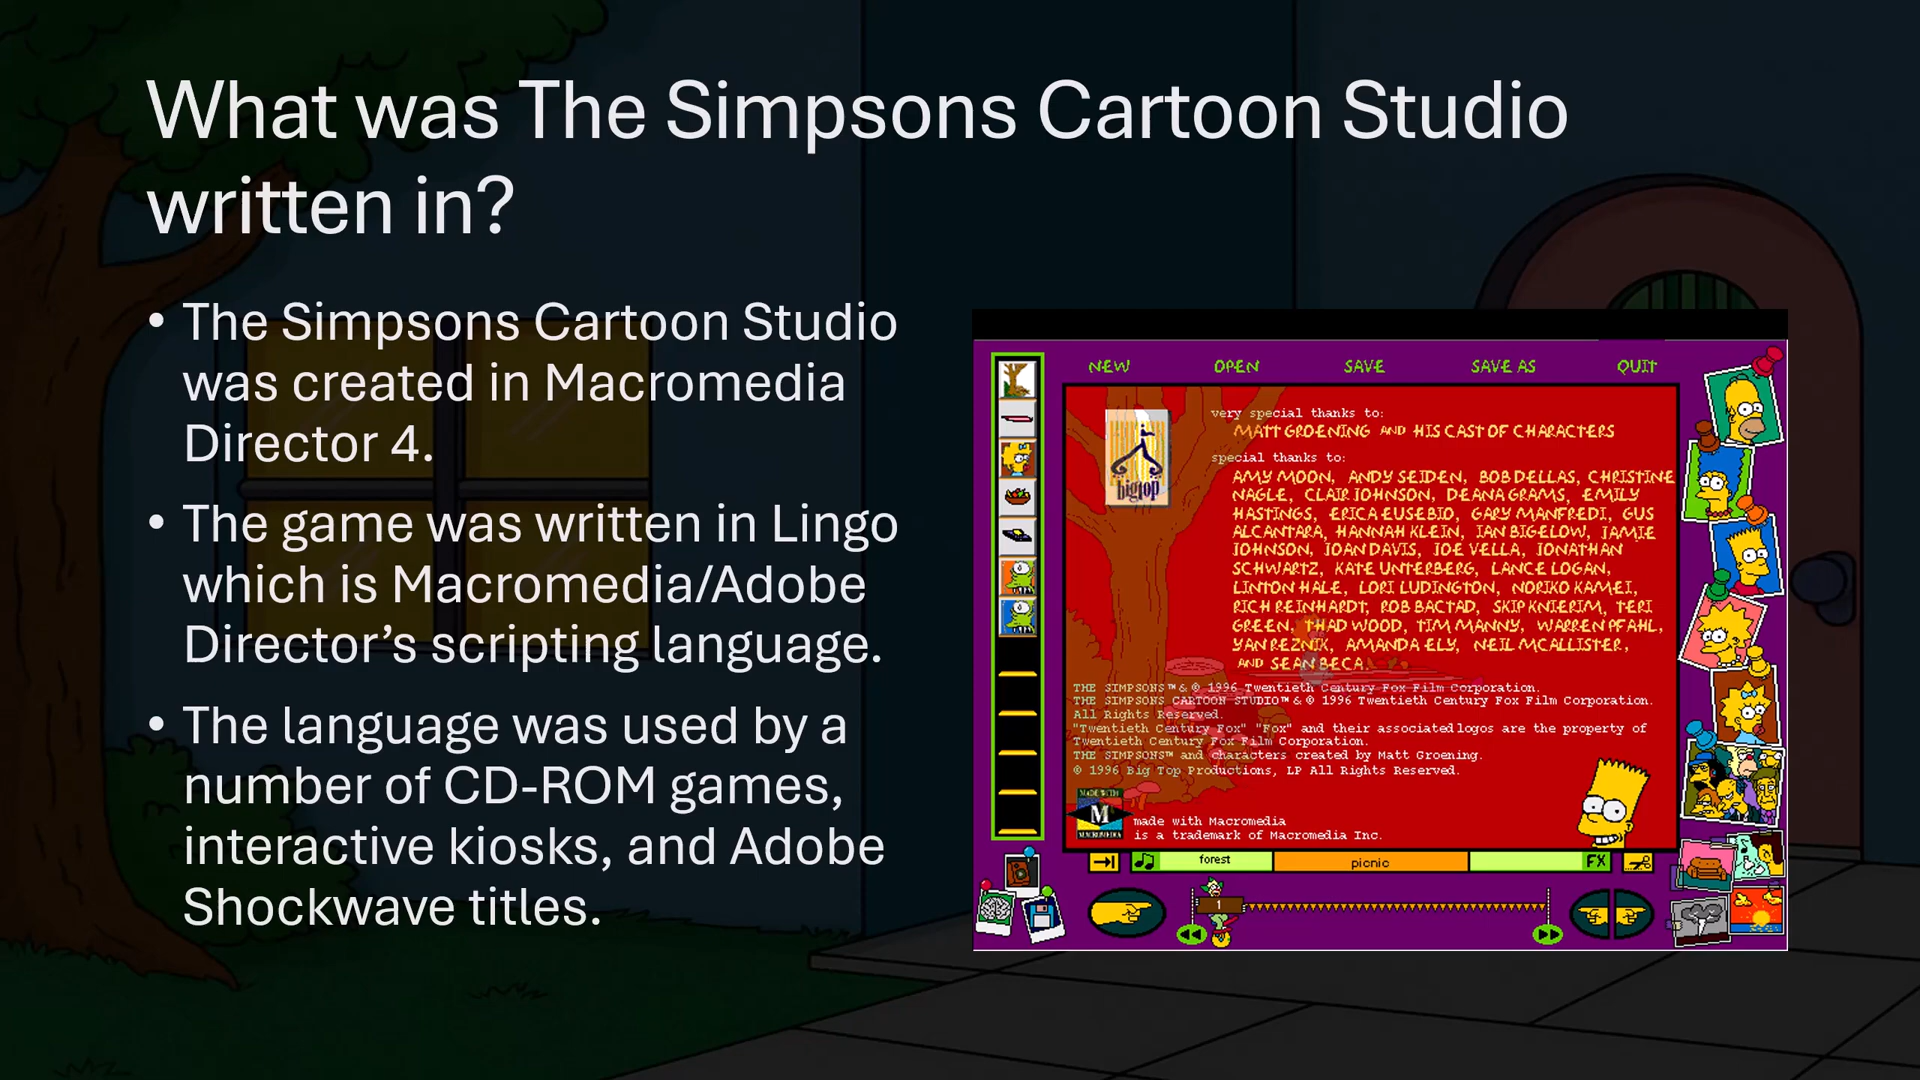 What was The Simpsons Cartoon Studio
written in?
• The Simpsons Cartoon Studio
was created in Macromedia
Director 4.
• The game was written in Lingo
which is Macromedia/Adobe
Director’s scripting language.
• The language was used by a
number of CD-ROM games,
interactive kiosks, and Adobe
Shockwave titles.
NEW OPEN SAVE SAVE AS QUIT
bigtop
very special thanks to:
MATT GROENING AND HIS CAST OF CHARACTERS
special thanks to:
AMY MOON, ANDY SEIDEN, BOB DELLAS, CHRISTINE
NAGLE, CLAIR JOHNSON, DEANA GRAMS, EMILY
HASTINGS, ERICA EUSEBIO, GARY MANFREDI, GUS
ALCANTARA, HANNAH KLEIN, IAN BIGELOW, JAMIE
JOHNSON, JOAN DAVIS, JOE VELLA, JONATHAN
SCHWARTZ, KATE UNTERBERG, LANCE LOGAN,
LINTON HALE, LORI LUDINGTON, NORIKO KAMEI,
RICH REINHARDT, ROB BACTAD, SKIP KNIERIM, TERI
GREEN, THAD WOOD, TIM MANNY, WARREN PFAHL,
YAN REZNIK, AMANDA ELY, NEIL MCALLISTER,
AND SEAN BECA.
THE SIMPSONS™ & © 1996 Twentieth Century Fox Film Corporation.
THE SIMPSONS CARTOON STUDIO™ & © 1996 Twentieth Century Fox Film Corporation.
All Rights Reserved.
"Twentieth Century Fox" "Fox" and their associated logos are the property of
Twentieth Century Fox Film Corporation.
THE SIMPSONS™ and characters created by Matt Groening.
© 1996 Big Top Productions, LP All Rights Reserved.
MADE WITH
M
MACROMEDIA
made with Macromedia
is a trademark of Macromedia Inc.
forest picnic FX
1